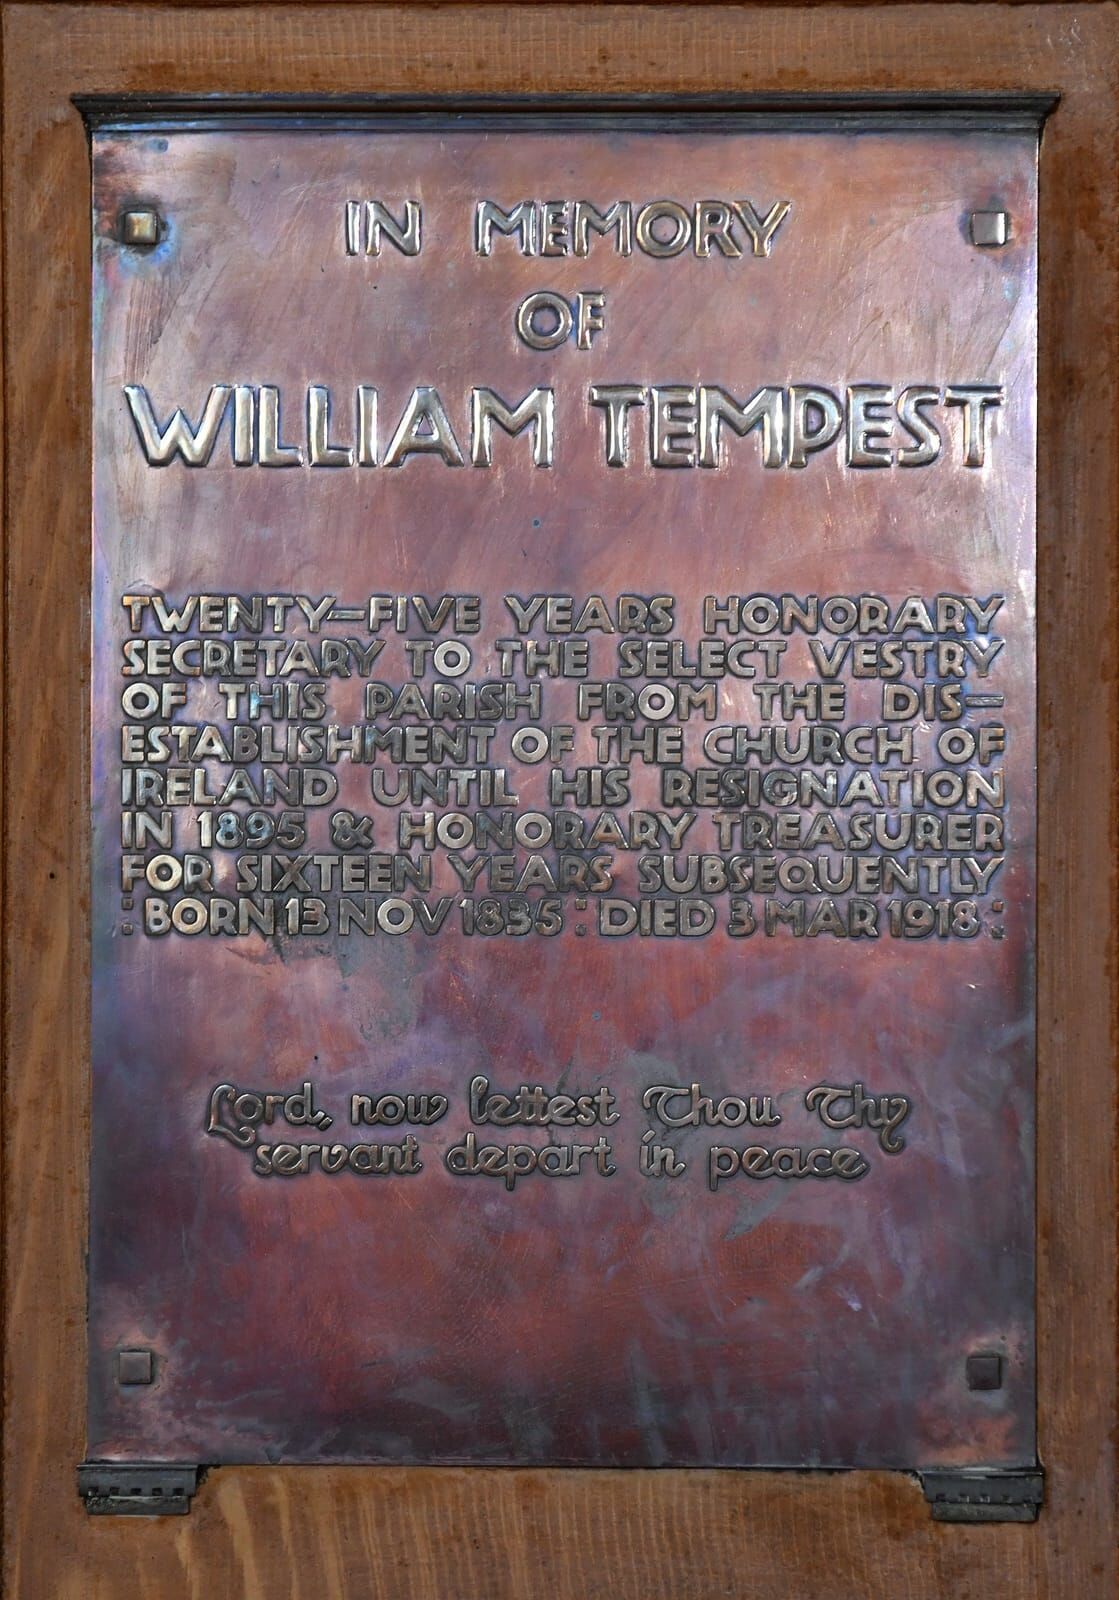 IN MEMORY
OF
WILLIAM TEMPEST
TWENTY-FIVE YEARS HONORARY
SECRETARY TO THE SELECT VESTRY
OF THIS PARISH FROM THE DIS-
ESTABLISHMENT OF THE CHURCH OF
IRELAND UNTIL HIS RESIGNATION
IN 1895 & HONORARY TREASURER
FOR SIXTEEN YEARS SUBSEQUENTLY
: BORN 13 NOV 1835 : DIED 3 MAR 1918 :
Lord, now lettest Thou Thy
servant depart in peace